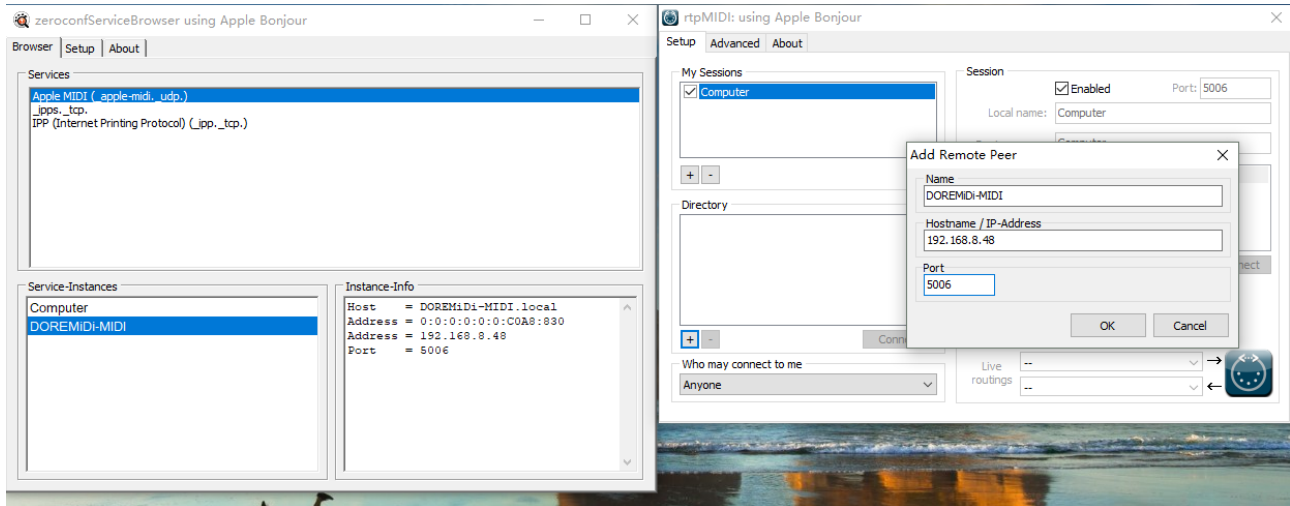 zeroconfServiceBrowser using Apple Bonjour
Browser Setup About
Services
Apple MIDI (_apple-midi._udp.)
_ipps._tcp.
IPP (Internet Printing Protocol) (_ipp._tcp.)
Service-Instances
Computer
DOREMiDi-MIDI
Instance-Info
Host = DOREMiDi-MIDI.local
Address = 0:0:0:0:0:0:C0A8:830
Address = 192.168.8.48
Port = 5006
rtpMIDI: using Apple Bonjour
Setup Advanced About
My Sessions
Computer
+ -
Directory
+ -
Who may connect to me
Anyone
Session
Enabled
Port: 5006
Local name: Computer
Add Remote Peer
Name
DOREMiDi-MIDI
Hostname / IP-Address
192.168.8.48
Port
5006
OK Cancel
Live routings
--
--